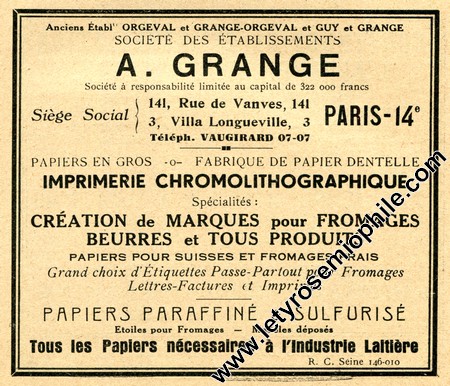 Anciens Établts ORGEVAL et GRANGE-ORGEVAL et GUY et GRANGE
SOCIÉTÉ DES ÉTABLISSEMENTS
A. GRANGE
Société à responsabilité limitée au capital de 322 000 francs
Siège Social { 141, Rue de Vanves, 141
3, Villa Longueville, 3
PARIS-14e
Téléph. VAUGIRARD 07-07
PAPIERS EN GROS -o- FABRIQUE DE PAPIER DENTELLE
IMPRIMERIE CHROMOLITHOGRAPHIQUE
Spécialités :
CRÉATION de MARQUES pour FROMAGES
BEURRES et TOUS PRODUITS
PAPIERS POUR SUISSES ET FROMAGES FRAIS
Grand choix d'Étiquettes Passe-Partout pour Fromages
Lettres-Factures et
PAPIERS PARAFFINÉ SULFURISÉ
Etoiles pour Fromages — Modèles déposés
Tous les Papiers nécessaires à l'Industrie Laitière
R. C. Seine 146-010
www.letyrosemiophile.com